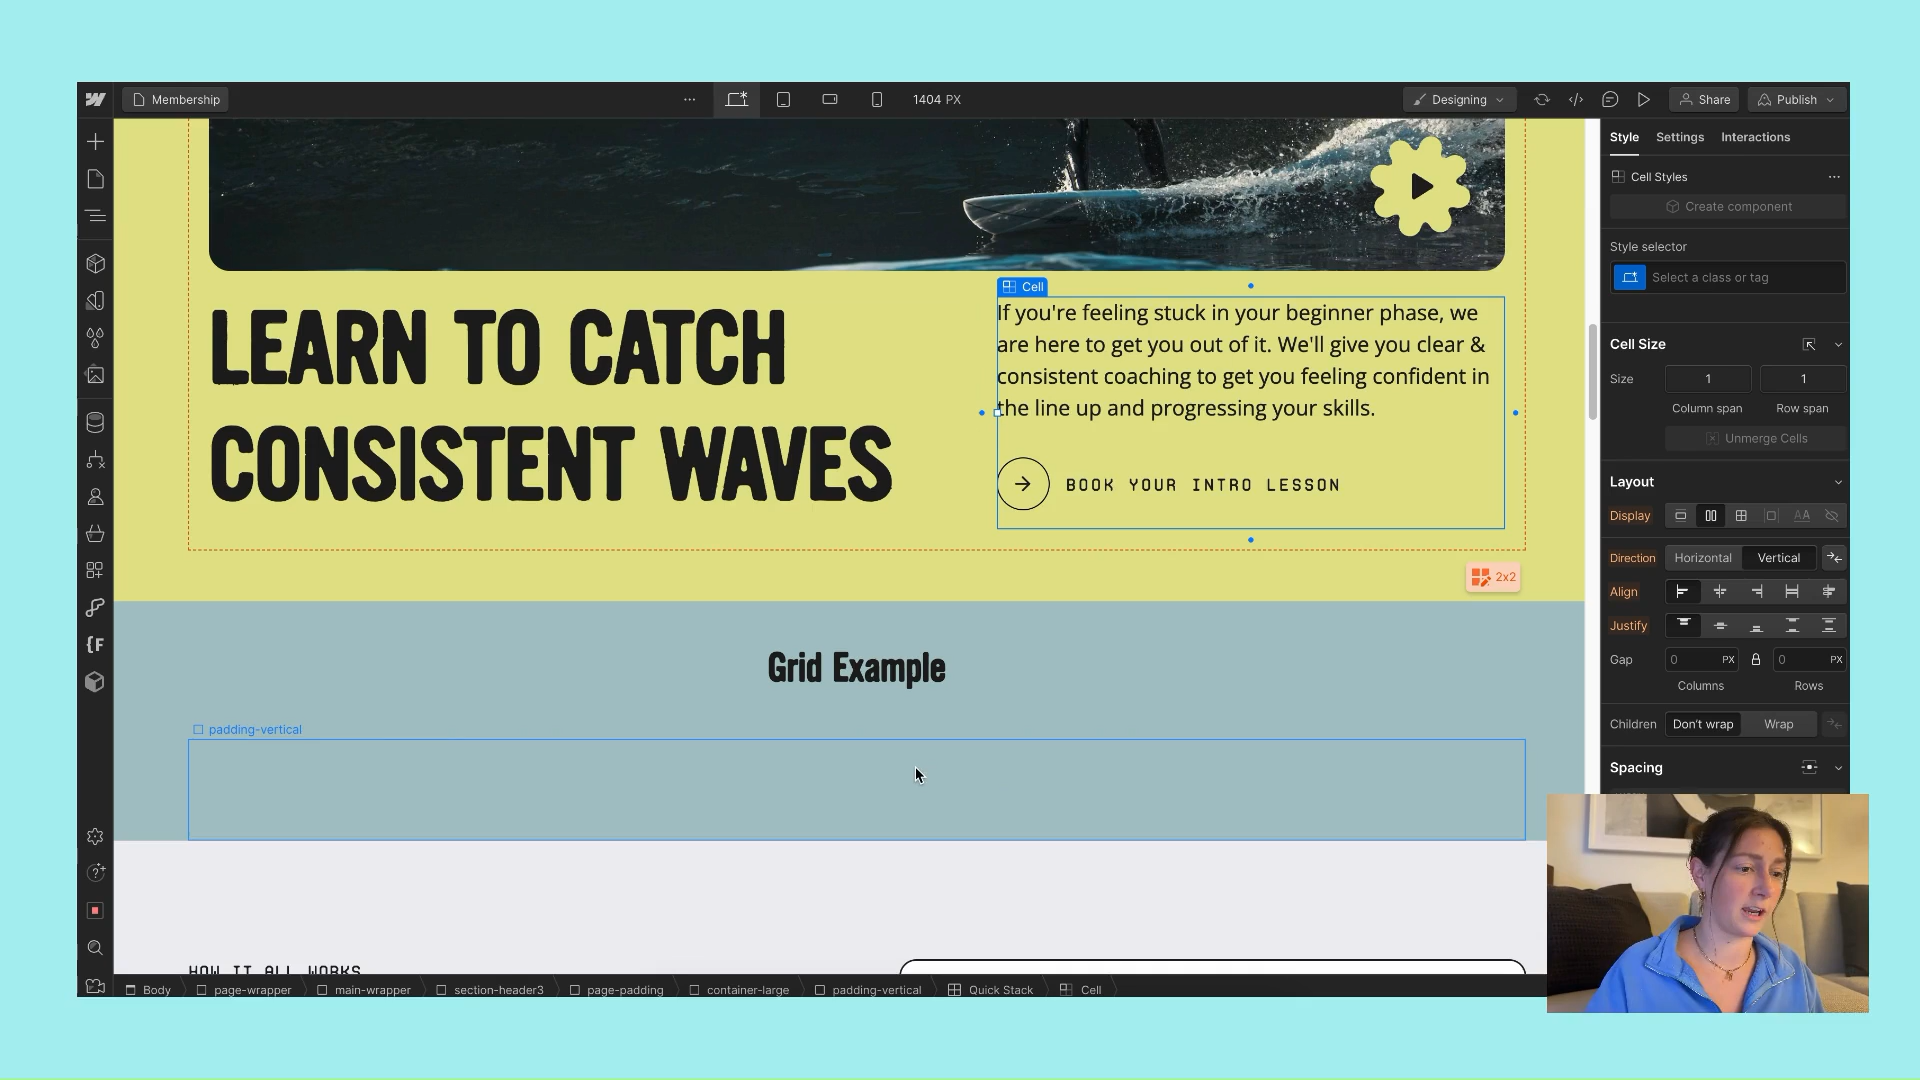 Membership
1404 PX
Designing
Share
Publish
Style
Settings
Interactions
Cell Styles
Create component
Style selector
Select a class or tag
Cell Size
Size
1
1
Column span
Row span
Unmerge Cells
Layout
Display
Direction
Horizontal
Vertical
Align
Justify
Gap
0 PX
0 PX
Columns
Rows
Children
Don't wrap
Wrap
Spacing
Cell
LEARN TO CATCH
CONSISTENT WAVES
If you're feeling stuck in your beginner phase, we
are here to get you out of it. We'll give you clear &
consistent coaching to get you feeling confident in
the line up and progressing your skills.
BOOK YOUR INTRO LESSON
2x2
Grid Example
padding-vertical
HOW IT ALL WORKS
Body
page-wrapper
main-wrapper
section-header3
page-padding
container-large
padding-vertical
Quick Stack
Cell